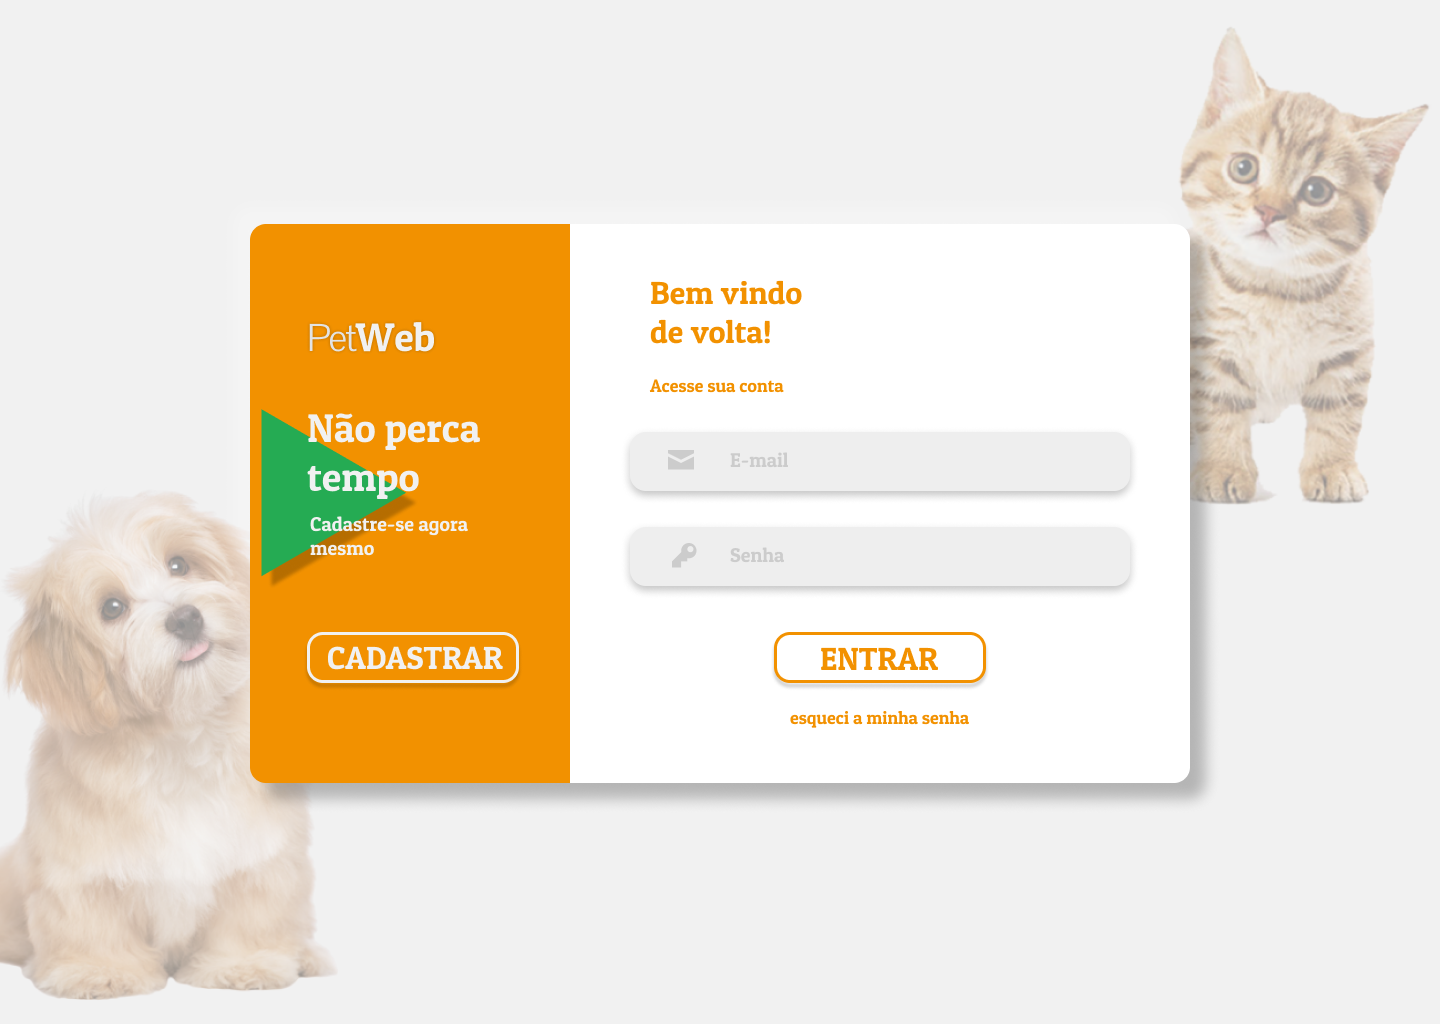 PetWeb
Não perca
tempo
Cadastre-se agora
mesmo
CADASTRAR
Bem vindo
de volta!
Acesse sua conta
E-mail
Senha
ENTRAR
esqueci a minha senha